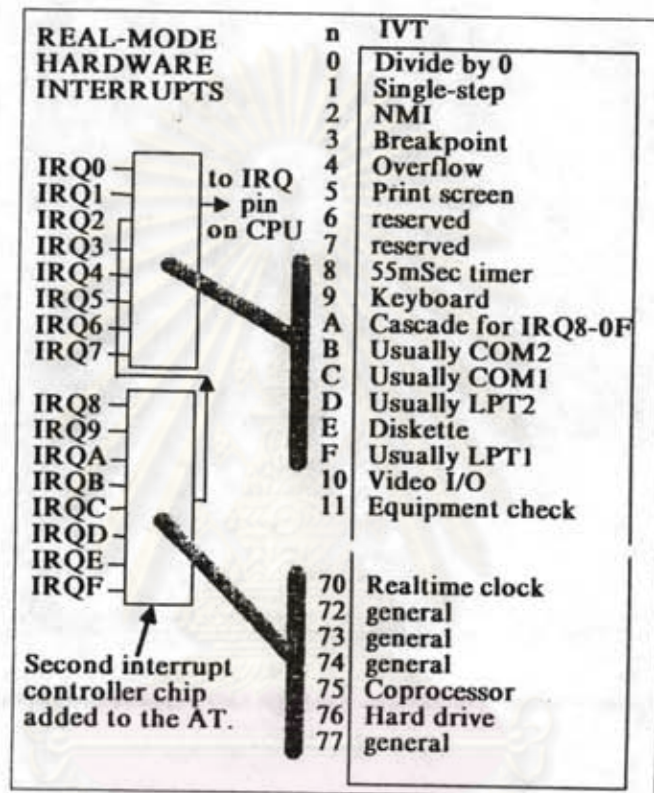 REAL-MODE
HARDWARE
INTERRUPTS
IRQ0
IRQ1
IRQ2
IRQ3
IRQ4
IRQ5
IRQ6
IRQ7
to IRQ
pin
on CPU
IRQ8
IRQ9
IRQA
IRQB
IRQC
IRQD
IRQE
IRQF
Second interrupt
controller chip
added to the AT.
n IVT
0 Divide by 0
1 Single-step
2 NMI
3 Breakpoint
4 Overflow
5 Print screen
6 reserved
7 reserved
8 55mSec timer
9 Keyboard
A Cascade for IRQ8-0F
B Usually COM2
C Usually COM1
D Usually LPT2
E Diskette
F Usually LPT1
10 Video I/O
11 Equipment check
70 Realtime clock
72 general
73 general
74 general
75 Coprocessor
76 Hard drive
77 general